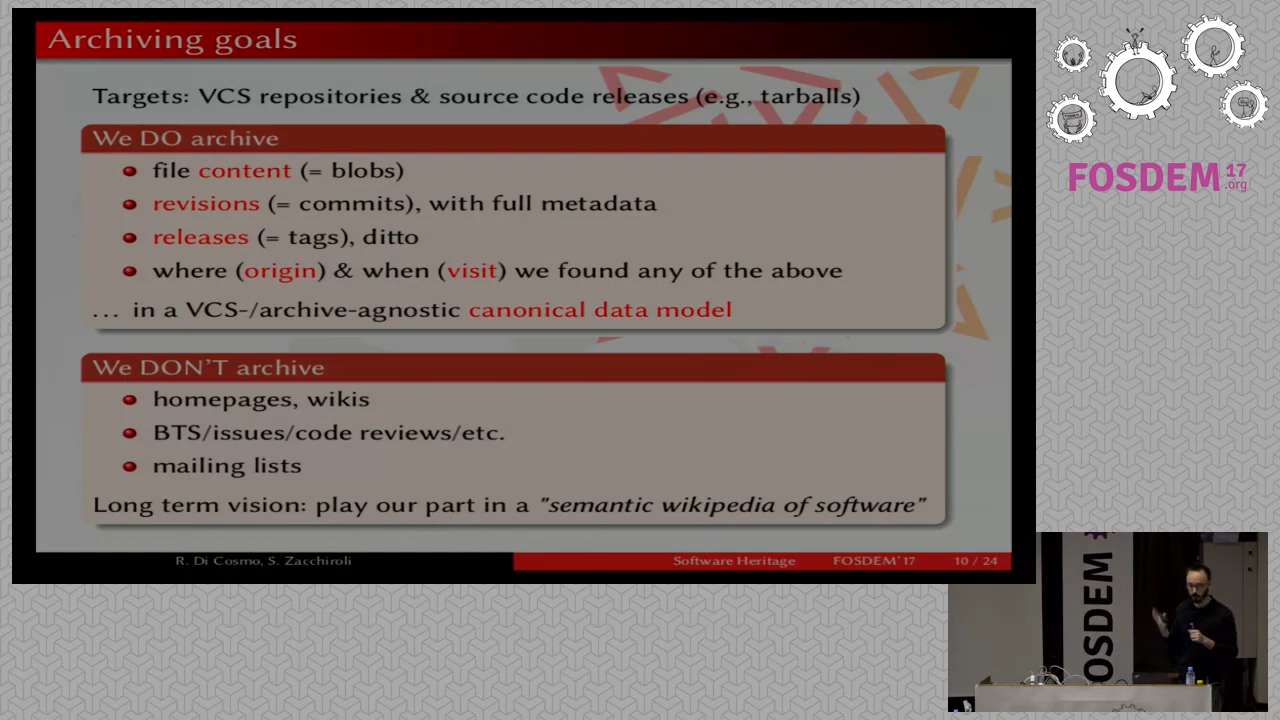 Archiving goals
Targets: VCS repositories & source code releases (e.g., tarballs)
We DO archive
file content (= blobs)
revisions (= commits), with full metadata
releases (= tags), ditto
where (origin) & when (visit) we found any of the above
... in a VCS-/archive-agnostic canonical data model
We DON'T archive
homepages, wikis
BTS/issues/code reviews/etc.
mailing lists
Long term vision: play our part in a "semantic wikipedia of software"
R. Di Cosmo, S. Zacchiroli
Software Heritage
FOSDEM'17
10 / 24
FOSDEM 17
.org
OSDEM